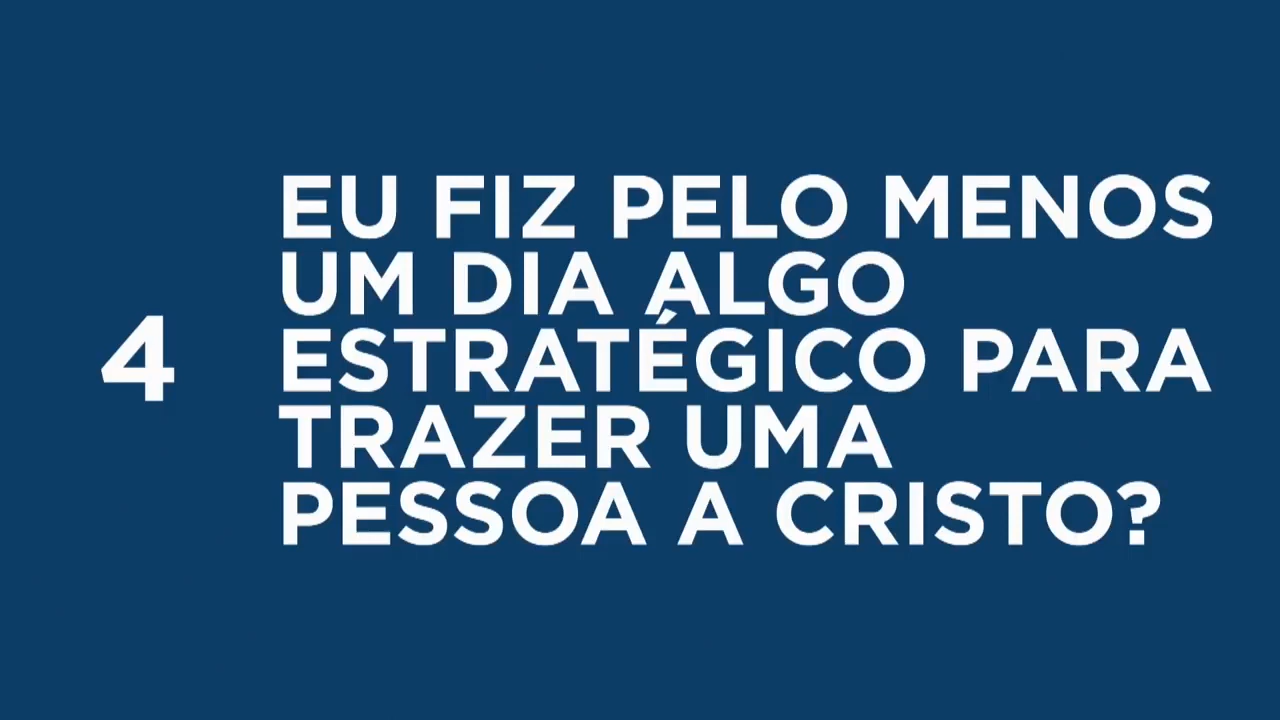 4
EU FIZ PELO MENOS
UM DIA ALGO
ESTRATÉGICO PARA
TRAZER UMA
PESSOA A CRISTO?